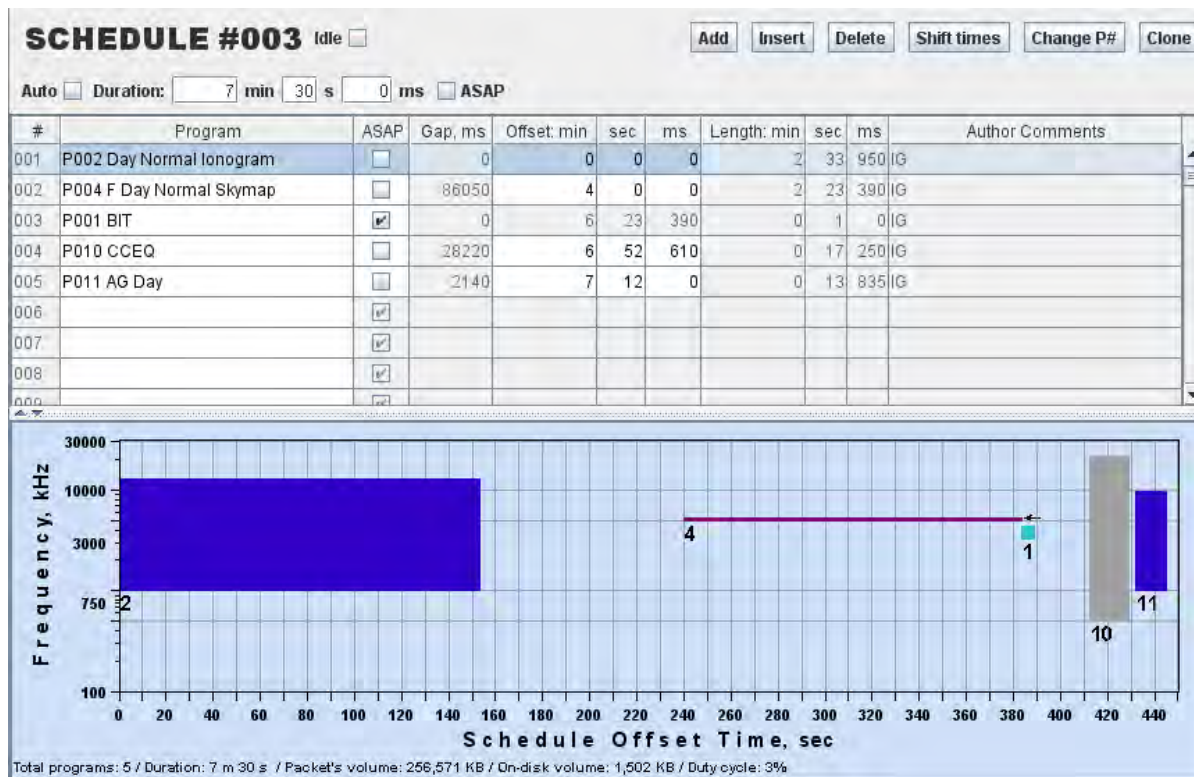 SCHEDULE #003 Idle
Add Insert Delete Shift times Change P# Clone
Auto Duration: 7 min 30 s 0 ms ASAP
# Program ASAP Gap, ms Offset: min sec ms Length: min sec ms Author Comments
001 P002 Day Normal Ionogram 0 0 0 0 2 33 950 IG
002 P004 F Day Normal Skymap 86050 4 0 0 2 23 390 IG
003 P001 BIT 0 6 23 390 0 1 0 IG
004 P010 CCEQ 28220 6 52 610 0 17 250 IG
005 P011 AG Day 2140 7 12 0 0 13 835 IG
006
007
008
009
30000
10000
3000
750
100
Frequency, kHz
2
4
1
10
11
0 20 40 60 80 100 120 140 160 180 200 220 240 260 280 300 320 340 360 380 400 420 440
Schedule Offset Time, sec
Total programs: 5 / Duration: 7 m 30 s / Packet's volume: 256,571 KB / On-disk volume: 1,502 KB / Duty cycle: 3%